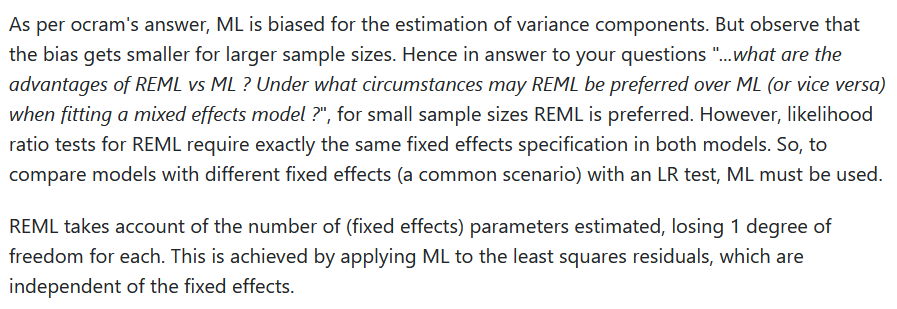 As per ocram's answer, ML is biased for the estimation of variance components. But observe that
the bias gets smaller for larger sample sizes. Hence in answer to your questions "...what are the
advantages of REML vs ML ? Under what circumstances may REML be preferred over ML (or vice versa)
when fitting a mixed effects model ?", for small sample sizes REML is preferred. However, likelihood
ratio tests for REML require exactly the same fixed effects specification in both models. So, to
compare models with different fixed effects (a common scenario) with an LR test, ML must be used.
REML takes account of the number of (fixed effects) parameters estimated, losing 1 degree of
freedom for each. This is achieved by applying ML to the least squares residuals, which are
independent of the fixed effects.